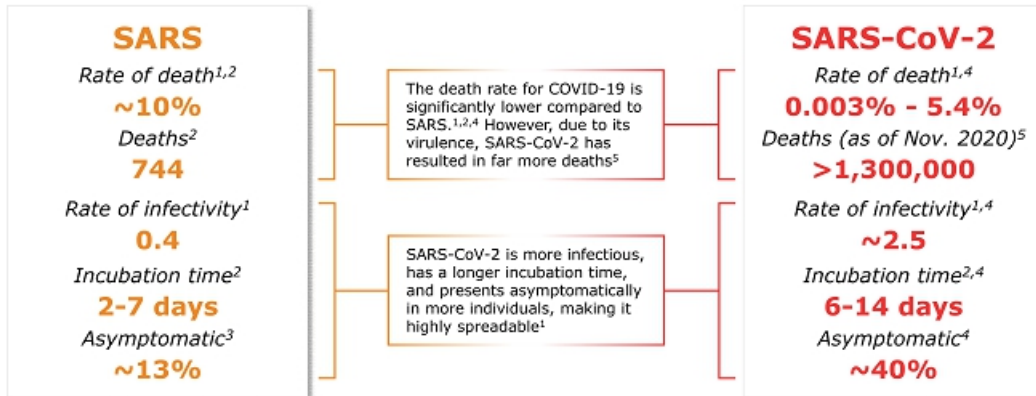 SARS
Rate of death1,2
~10%
Deaths2
744
Rate of infectivity1
0.4
Incubation time2
2-7 days
Asymptomatic3
~13%
The death rate for COVID-19 is
significantly lower compared to
SARS.1,2,4 However, due to its
virulence, SARS-CoV-2 has
resulted in far more deaths5
SARS-CoV-2 is more infectious,
has a longer incubation time,
and presents asymptomatically
in more individuals, making it
highly spreadable1
SARS-CoV-2
Rate of death1,4
0.003% - 5.4%
Deaths (as of Nov. 2020)5
>1,300,000
Rate of infectivity1,4
~2.5
Incubation time2,4
6-14 days
Asymptomatic4
~40%